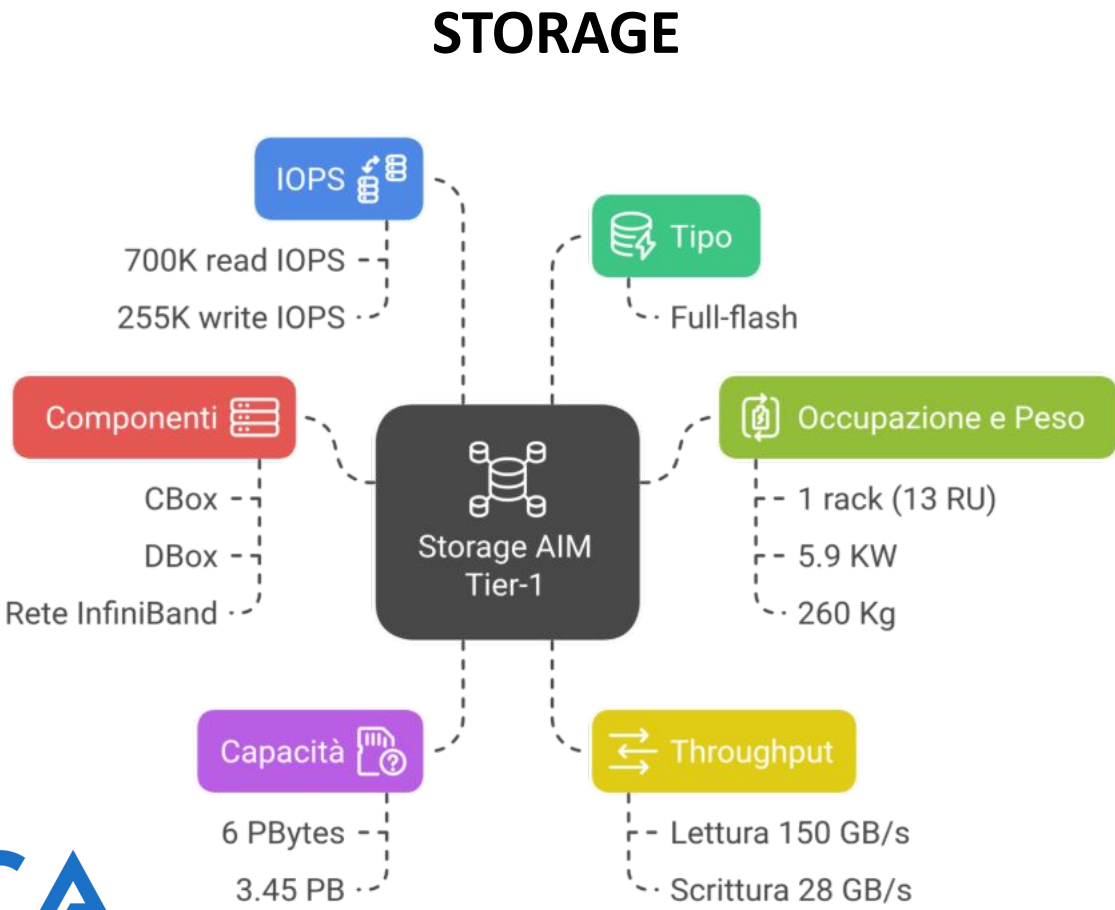 STORAGE
IOPS
700K read IOPS
255K write IOPS
Tipo
Full-flash
Componenti
CBox
DBox
Rete InfiniBand
Storage AIM
Tier-1
Occupazione e Peso
1 rack (13 RU)
5.9 KW
260 Kg
Capacità
6 PBytes
3.45 PB
Throughput
Lettura 150 GB/s
Scrittura 28 GB/s